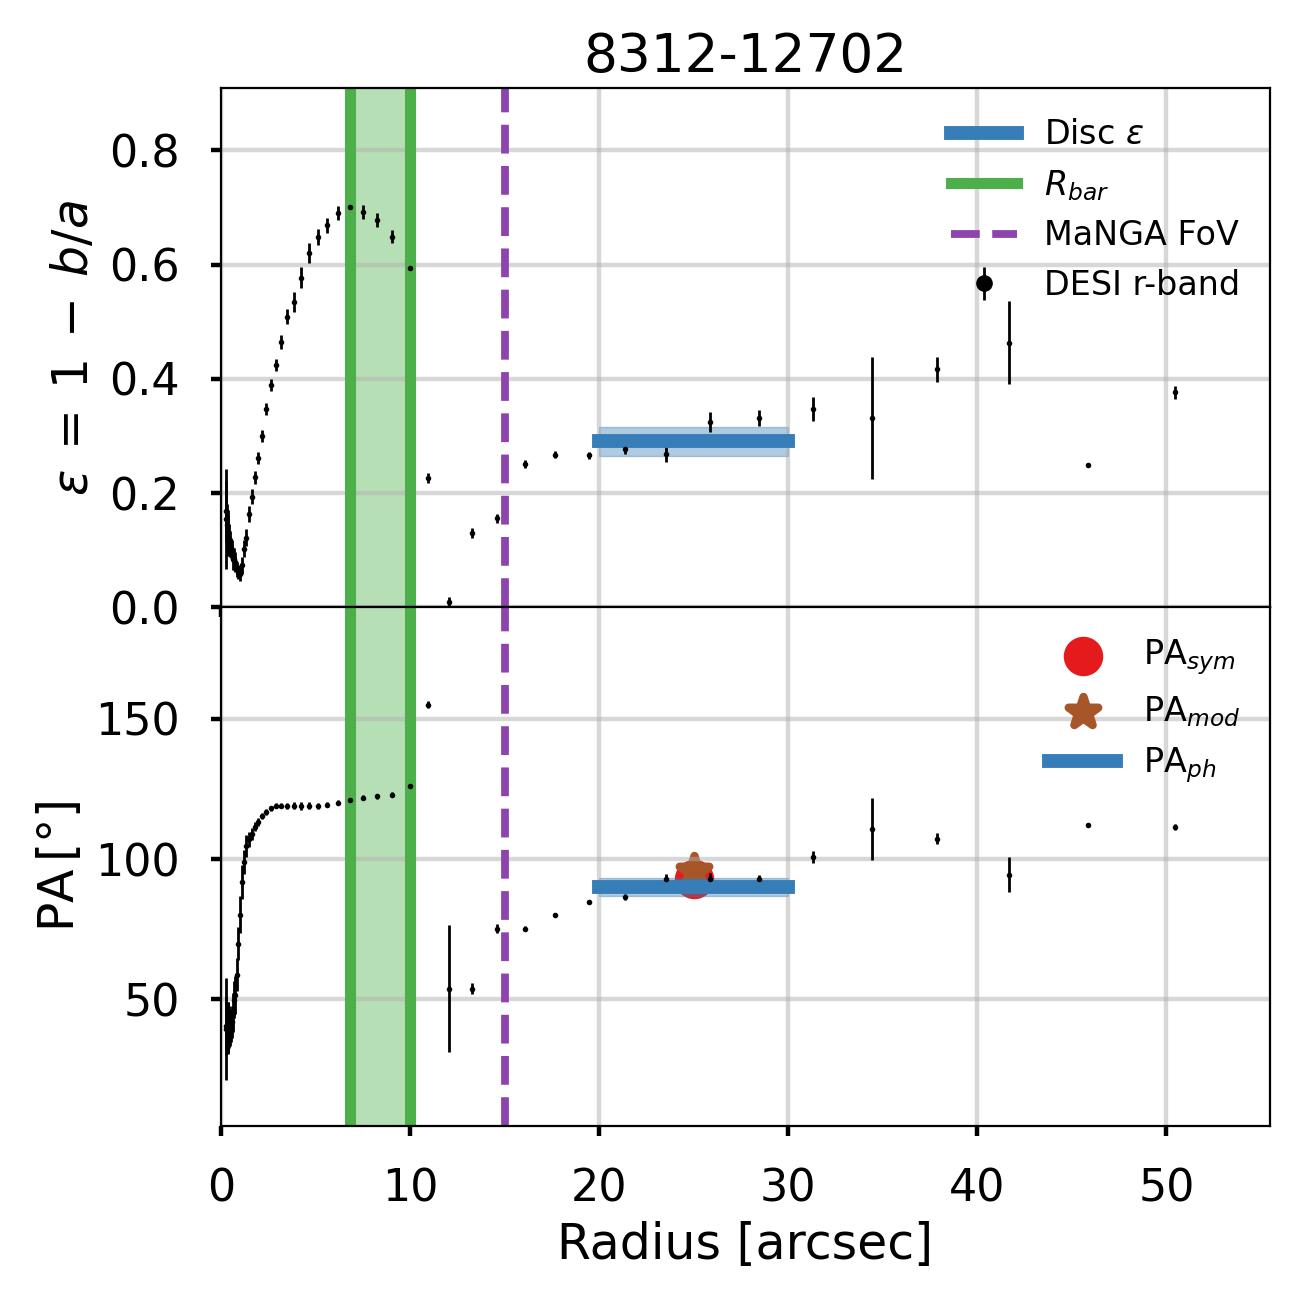 8312-12702
ε = 1 − b/a
0.8
0.6
0.4
0.2
0.0
Disc ε
R_bar
MaNGA FoV
DESI r-band
PA [°]
150
100
50
PA_sym
PA_mod
PA_ph
0 10 20 30 40 50
Radius [arcsec]